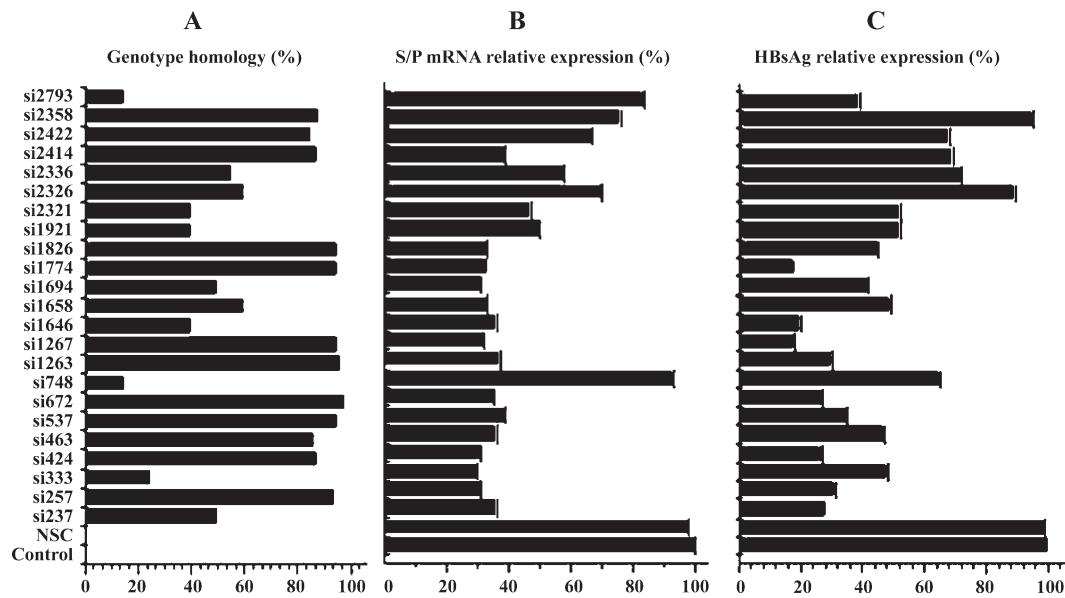 A B C
Genotype homology (%) S/P mRNA relative expression (%) HBsAg relative expression (%)
si2793
si2358
si2422
si2414
si2336
si2326
si2321
si1921
si1826
si1774
si1694
si1658
si1646
si1267
si1263
si748
si672
si537
si463
si424
si333
si257
si237
NSC
Control
0 20 40 60 80 100 0 20 40 60 80 100 0 20 40 60 80 100